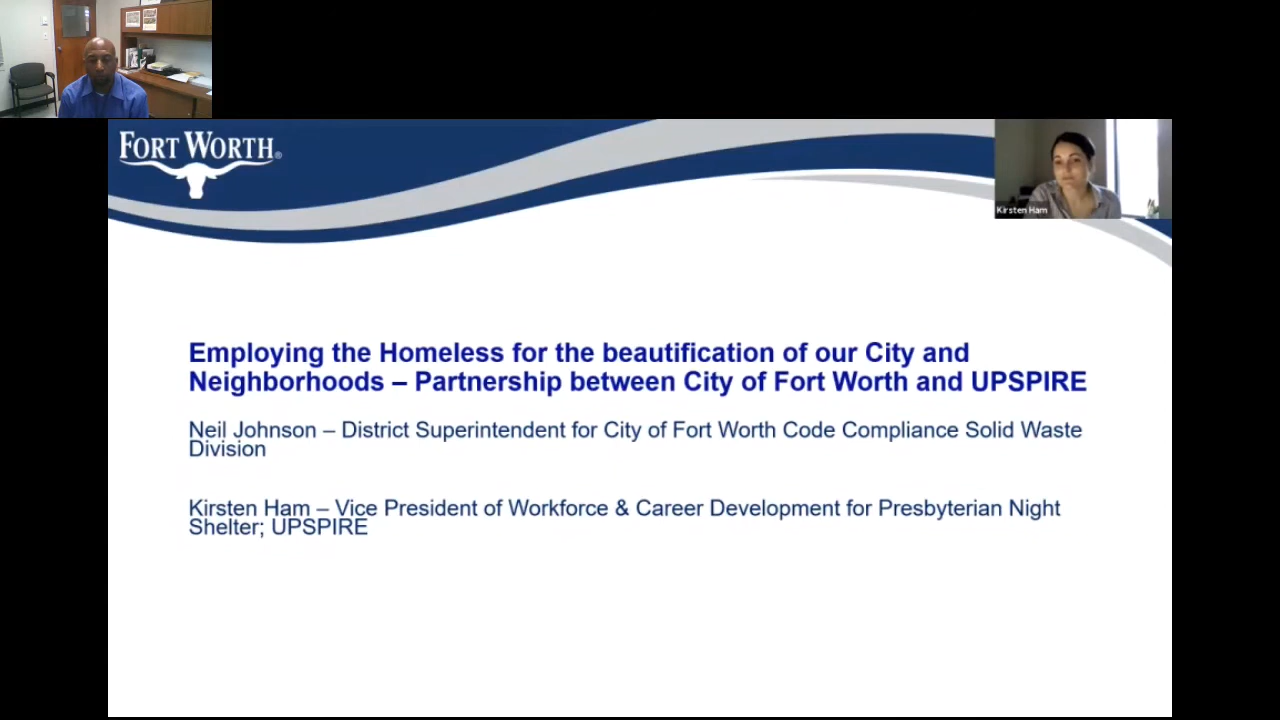 FORT WORTH®
Kirsten Ham
Employing the Homeless for the beautification of our City and
Neighborhoods – Partnership between City of Fort Worth and UPSPIRE
Neil Johnson – District Superintendent for City of Fort Worth Code Compliance Solid Waste
Division
Kirsten Ham – Vice President of Workforce & Career Development for Presbyterian Night
Shelter; UPSPIRE